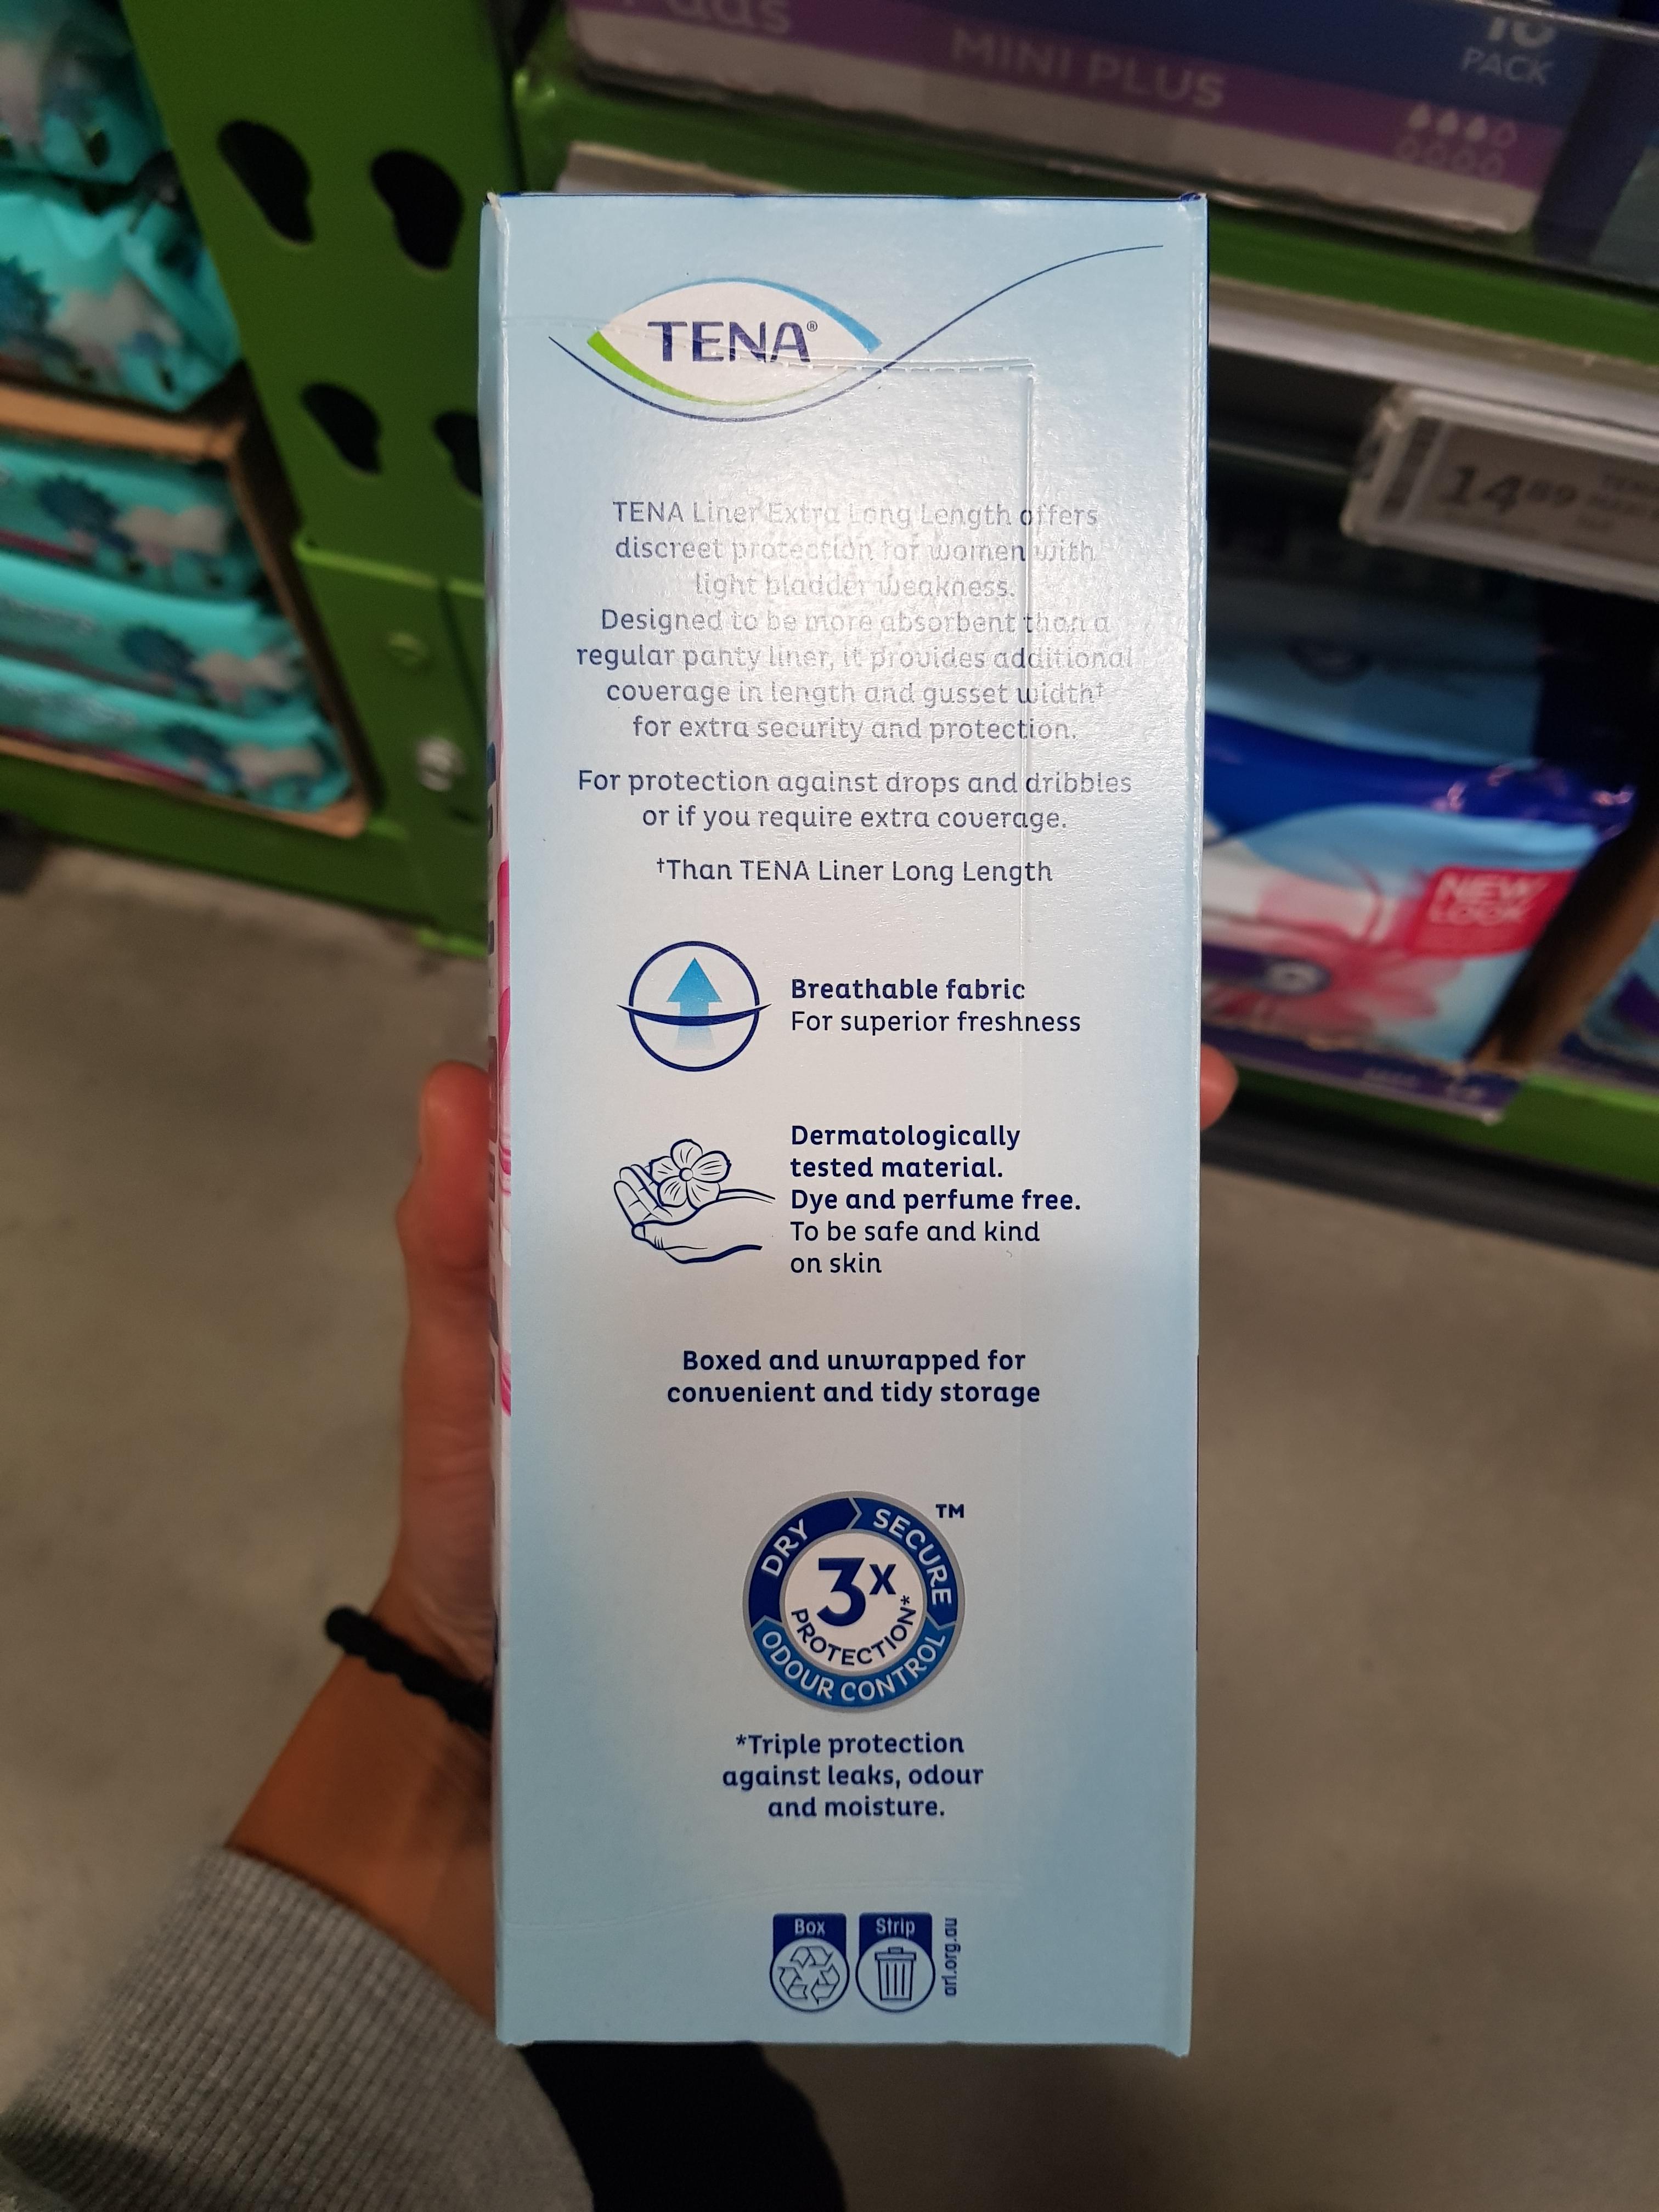 Pads
MINI PLUS
16
PACK
TENA®
14⁸⁹
TENA Liner Extra Long Length offers
discreet protection for women with
light bladder weakness.
Designed to be more absorbent than a
regular panty liner, it provides additional
coverage in length and gusset width†
for extra security and protection.
For protection against drops and dribbles
or if you require extra coverage.
†Than TENA Liner Long Length
NEW
LOOK
Breathable fabric
For superior freshness
Dermatologically
tested material.
Dye and perfume free.
To be safe and kind
on skin
Boxed and unwrapped for
convenient and tidy storage
DRY
SECURE
TM
3x
PROTECTION*
ODOUR CONTROL
*Triple protection
against leaks, odour
and moisture.
Box
Strip
arl.org.au